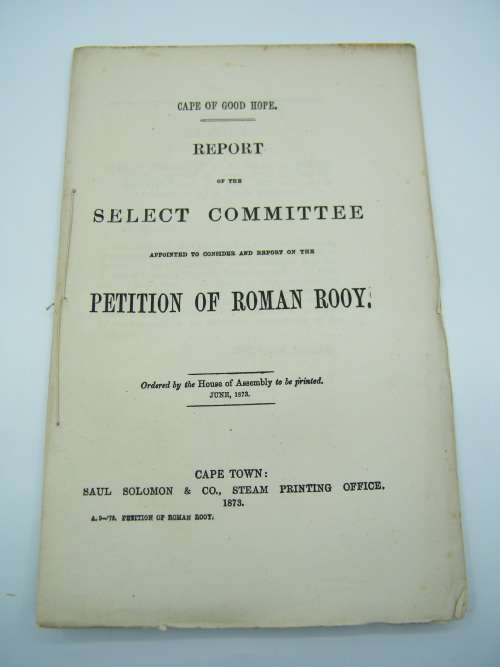 CAPE OF GOOD HOPE.
REPORT
OF THE
SELECT COMMITTEE
APPOINTED TO CONSIDER AND REPORT ON THE
PETITION OF ROMAN ROOY.
Ordered by the House of Assembly to be printed.
JUNE, 1873.
CAPE TOWN:
SAUL SOLOMON & CO., STEAM PRINTING OFFICE.
1873.
A. 9—'73. PETITION OF ROMAN ROOY.